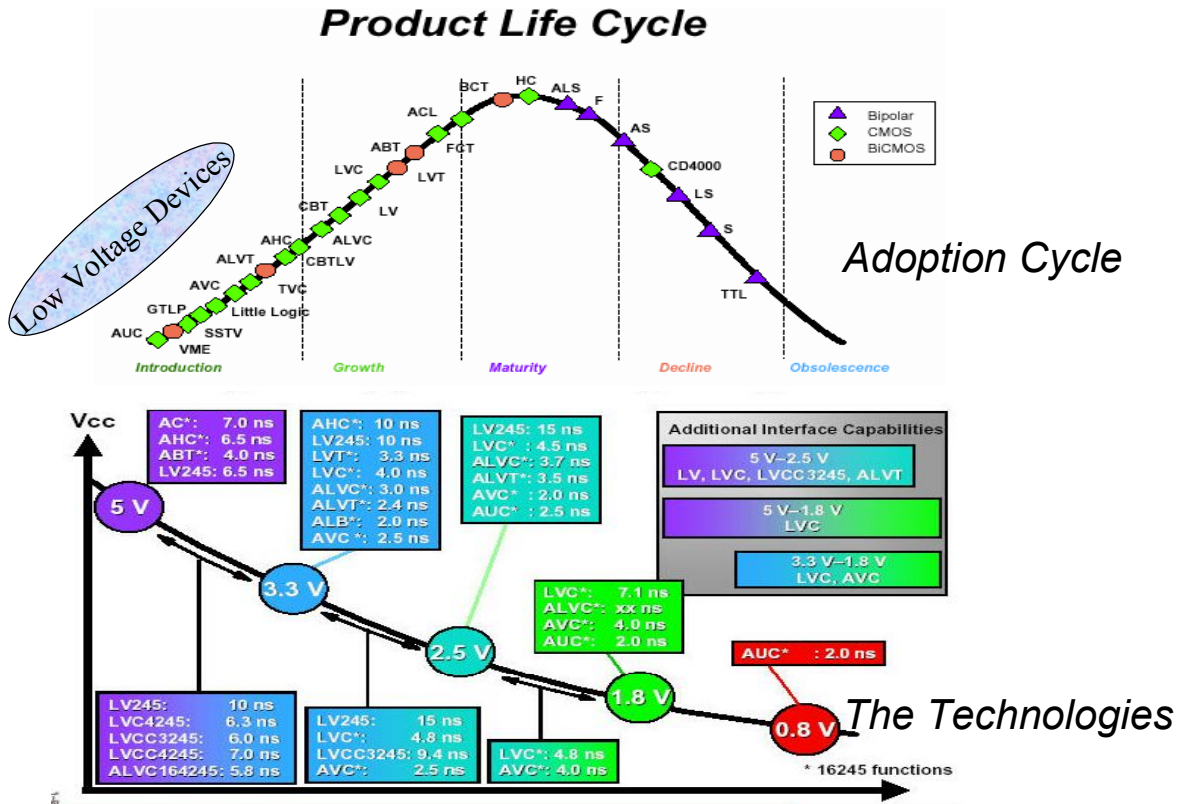 Product Life Cycle
BCT
HC
ALS
F
ACL
AS
ABT
FCT
CD4000
LVC
LVT
LS
CBT
LV
S
AHC
ALVC
ALVT
CBTLV
TTL
AVC
TVC
GTLP
Little Logic
AUC
SSTV
VME
Bipolar
CMOS
BiCMOS
Low Voltage Devices
Adoption Cycle
Introduction
Growth
Maturity
Decline
Obsolescence
Vcc
AC*: 7.0 ns
AHC*: 6.5 ns
ABT*: 4.0 ns
LV245: 6.5 ns
AHC*: 10 ns
LV245: 10 ns
LVT*: 3.3 ns
LVC*: 4.0 ns
ALVC*: 3.0 ns
ALVT*: 2.4 ns
ALB*: 2.0 ns
AVC*: 2.5 ns
LV245: 15 ns
LVC*: 4.5 ns
ALVC*: 3.7 ns
ALVT*: 3.5 ns
AVC* : 2.0 ns
AUC* : 2.5 ns
Additional Interface Capabilities
5 V–2.5 V
LV, LVC, LVCC3245, ALVT
5 V–1.8 V
LVC
3.3 V–1.8 V
LVC, AVC
5 V
3.3 V
2.5 V
1.8 V
0.8 V
LVC*: 7.1 ns
ALVC*: xx ns
AVC*: 4.0 ns
AUC*: 2.0 ns
AUC* : 2.0 ns
LV245: 10 ns
LVC4245: 6.3 ns
LVCC3245: 6.0 ns
LVCC4245: 7.0 ns
ALVC164245: 5.8 ns
LV245: 15 ns
LVC*: 4.8 ns
LVCC3245: 9.4 ns
AVC*: 2.5 ns
LVC*: 4.8 ns
AVC*: 4.0 ns
The Technologies
* 16245 functions